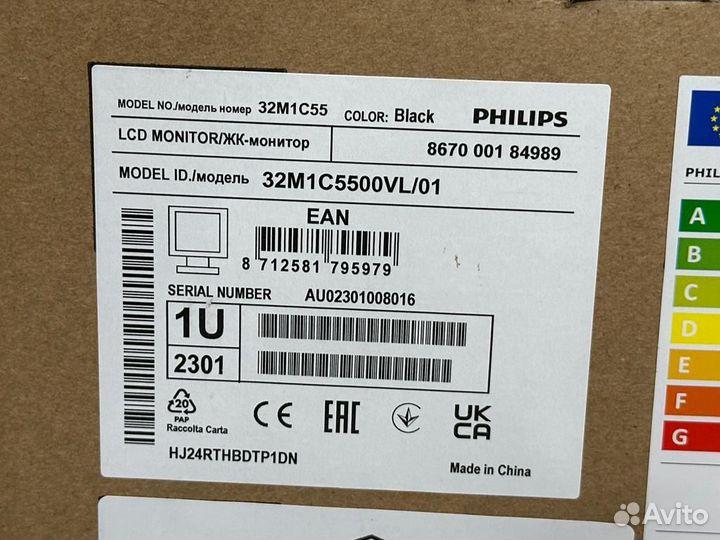 MODEL NO./модель номер 32M1C55 COLOR: Black PHILIPS
LCD MONITOR/ЖК-монитор 8670 001 84989
MODEL ID./модель 32M1C5500VL/01
EAN
8 712581 795979
SERIAL NUMBER AU02301008016
1U
2301
20
PAP
Raccolta Carta
CE EAC UK CA
HJ24RTHBDTP1DN
Made in China
PHIL
A
B
C
D
E
F
G
Avito